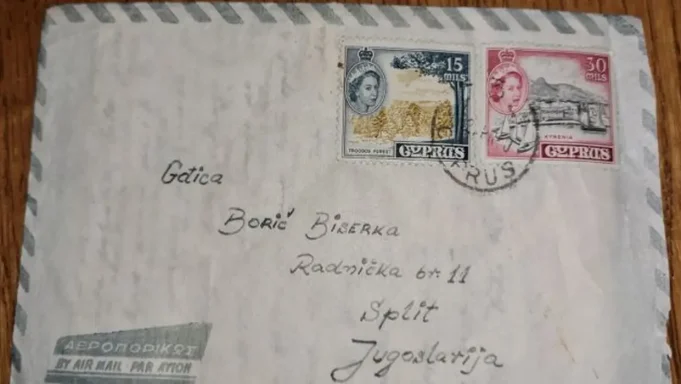 15
MILS
TROODOS FOREST
CYPRUS
30
MILS
KYRENIA
CYPRUS
RUS
Gotica
Borić Biserka
Radnička br. 11
Split
Jugoslavija
ΑΕΡΟΠΟΡΙΚΩΣ
BY AIR MAIL PAR AVION